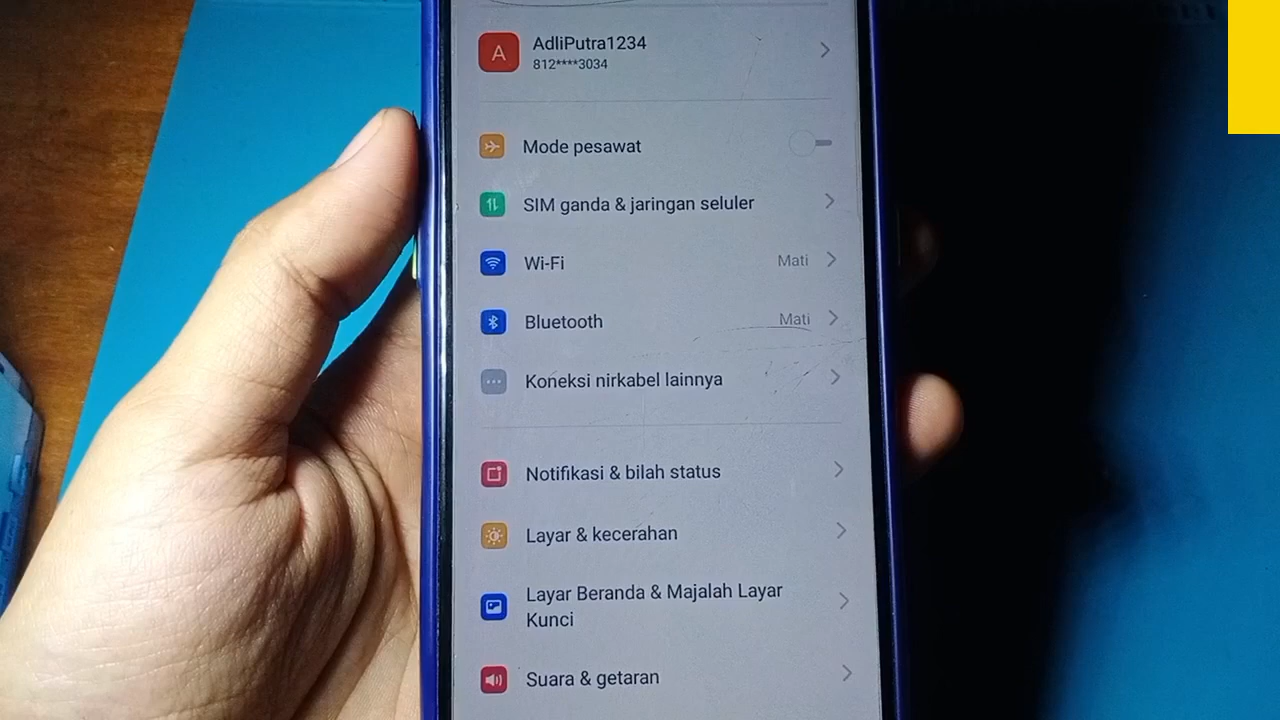 A
AdliPutra1234
812****3034
Mode pesawat
SIM ganda & jaringan seluler
Wi-Fi
Mati
Bluetooth
Mati
Koneksi nirkabel lainnya
Notifikasi & bilah status
Layar & kecerahan
Layar Beranda & Majalah Layar
Kunci
Suara & getaran